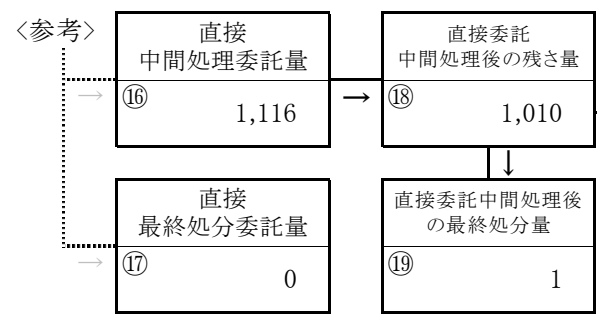 〈参考〉
直接
中間処理委託量
→
⑯
1,116
→
直接委託
中間処理後の残さ量
⑱
1,010
↓
直接
最終処分委託量
→
⑰
0
直接委託中間処理後
の最終処分量
⑲
1